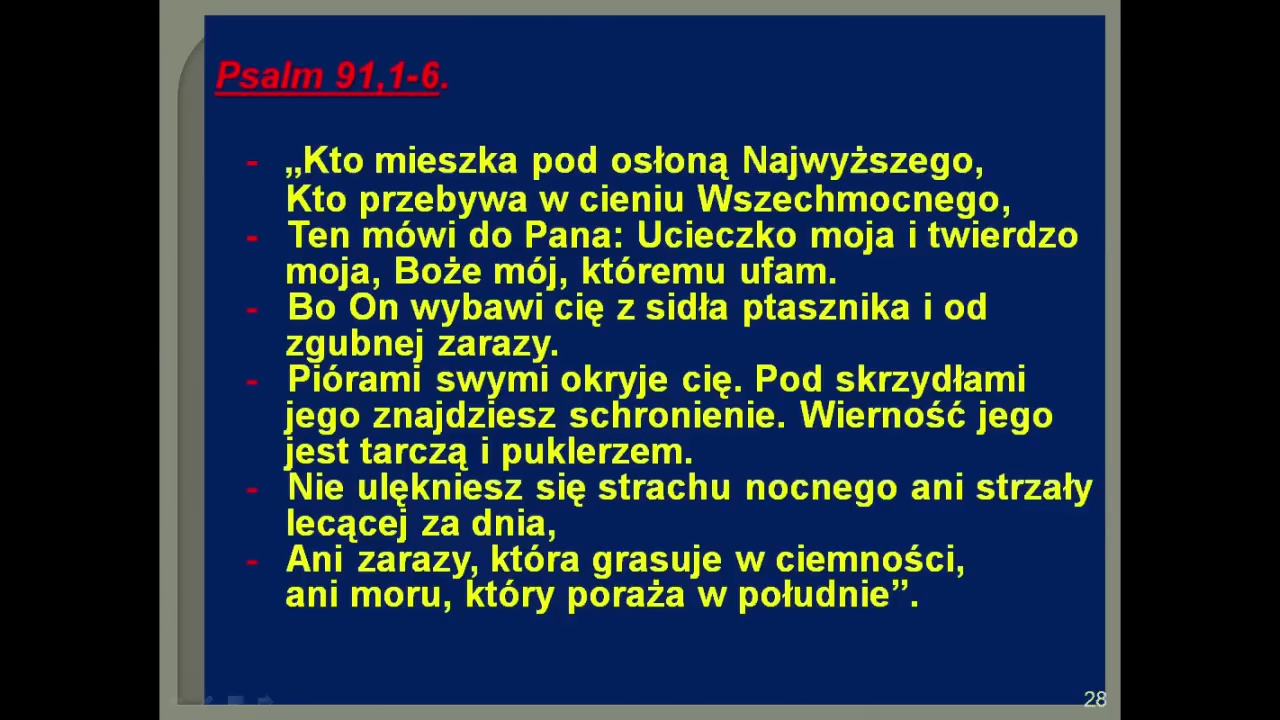 Psalm 91,1-6.
- „Kto mieszka pod osłoną Najwyższego,
Kto przebywa w cieniu Wszechmocnego,
- Ten mówi do Pana: Ucieczko moja i twierdzo
moja, Boże mój, któremu ufam.
- Bo On wybawi cię z sidła ptasznika i od
zgubnej zarazy.
- Piórami swymi okryje cię. Pod skrzydłami
jego znajdziesz schronienie. Wierność jego
jest tarczą i puklerzem.
- Nie ulękniesz się strachu nocnego ani strzały
lecącej za dnia,
- Ani zarazy, która grasuje w ciemności,
ani moru, który poraża w południe”.
28